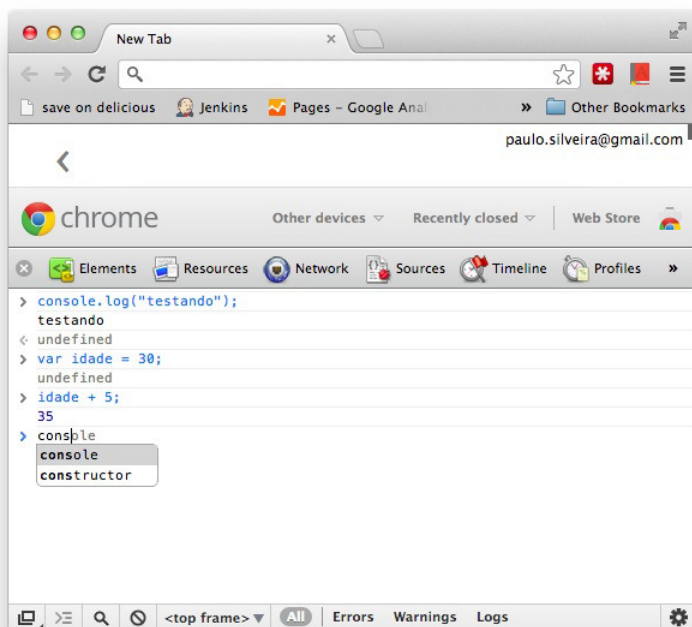 New Tab
save on delicious Jenkins Pages - Google Anal » Other Bookmarks
paulo.silveira@gmail.com
chrome Other devices Recently closed Web Store
Elements Resources Network Sources Timeline Profiles »
> console.log("testando");
testando
undefined
> var idade = 30;
undefined
> idade + 5;
35
> console
console
constructor
<top frame> All Errors Warnings Logs